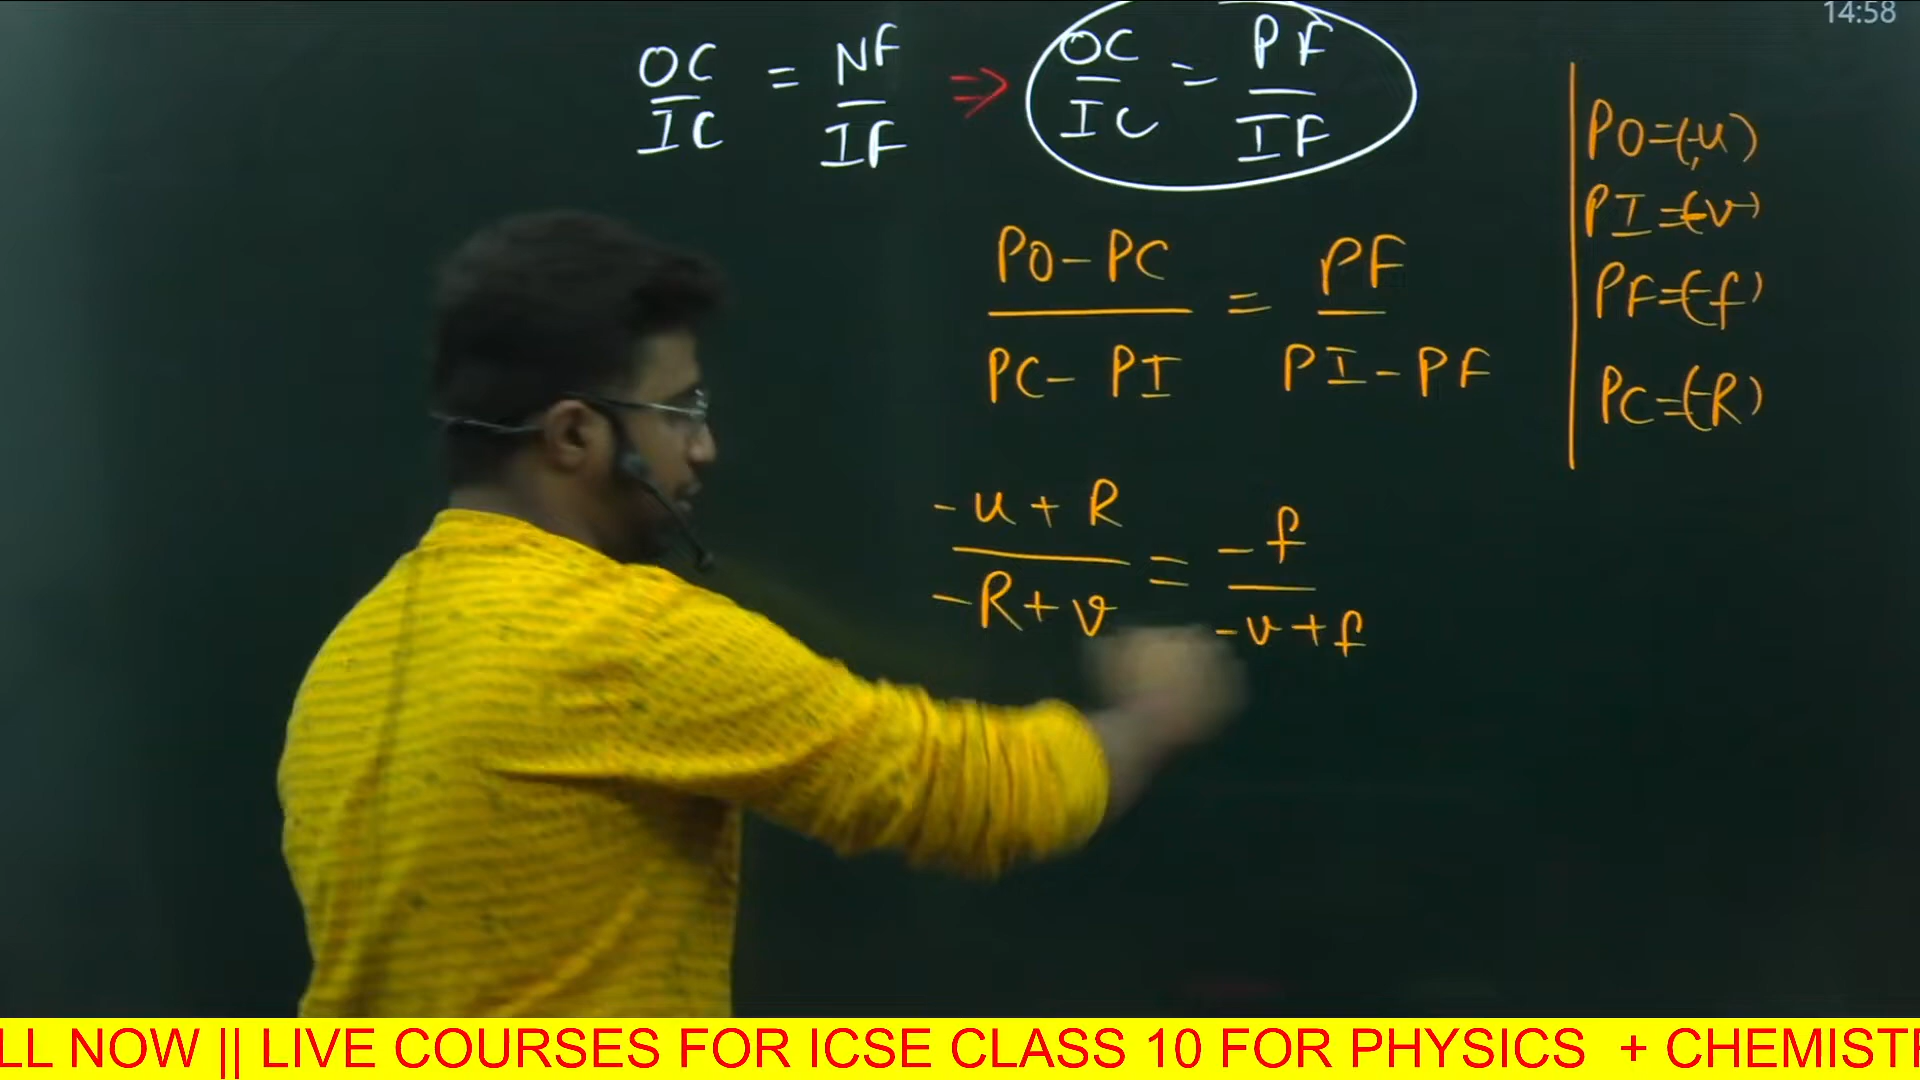 14:58
OC/IC = NF/IF ⇒ OC/IC = PF/IF
PO=(-u)
PI=(-v)
PF=(-f)
PC=(-R)
PO-PC/PC-PI = PF/PI-PF
-u+R/-R+v = -f/-v+f
LL NOW || LIVE COURSES FOR ICSE CLASS 10 FOR PHYSICS + CHEMISTR